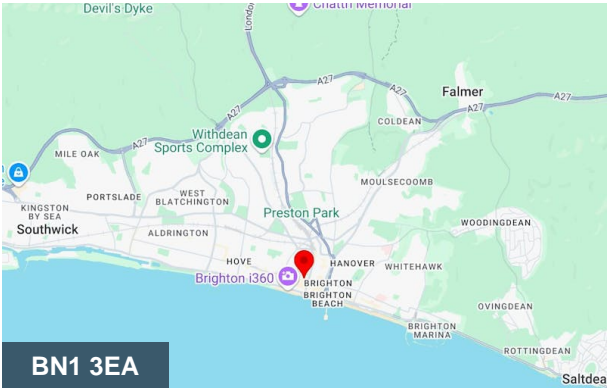 Devil's Dyke
Chattri Memorial
London
A27
A27
A27
A27
A27
Falmer
COLDEAN
Withdean
Sports Complex
MILE OAK
MOULSECOOMB
PORTSLADE
WEST
BLATCHINGTON
KINGSTON
BY SEA
Southwick
ALDRINGTON
Preston Park
WOODINGDEAN
HOVE
HANOVER
WHITEHAWK
Brighton i360
BRIGHTON
BRIGHTON
BEACH
OVINGDEAN
BRIGHTON
MARINA
ROTTINGDEAN
Saltdea
BN1 3EA